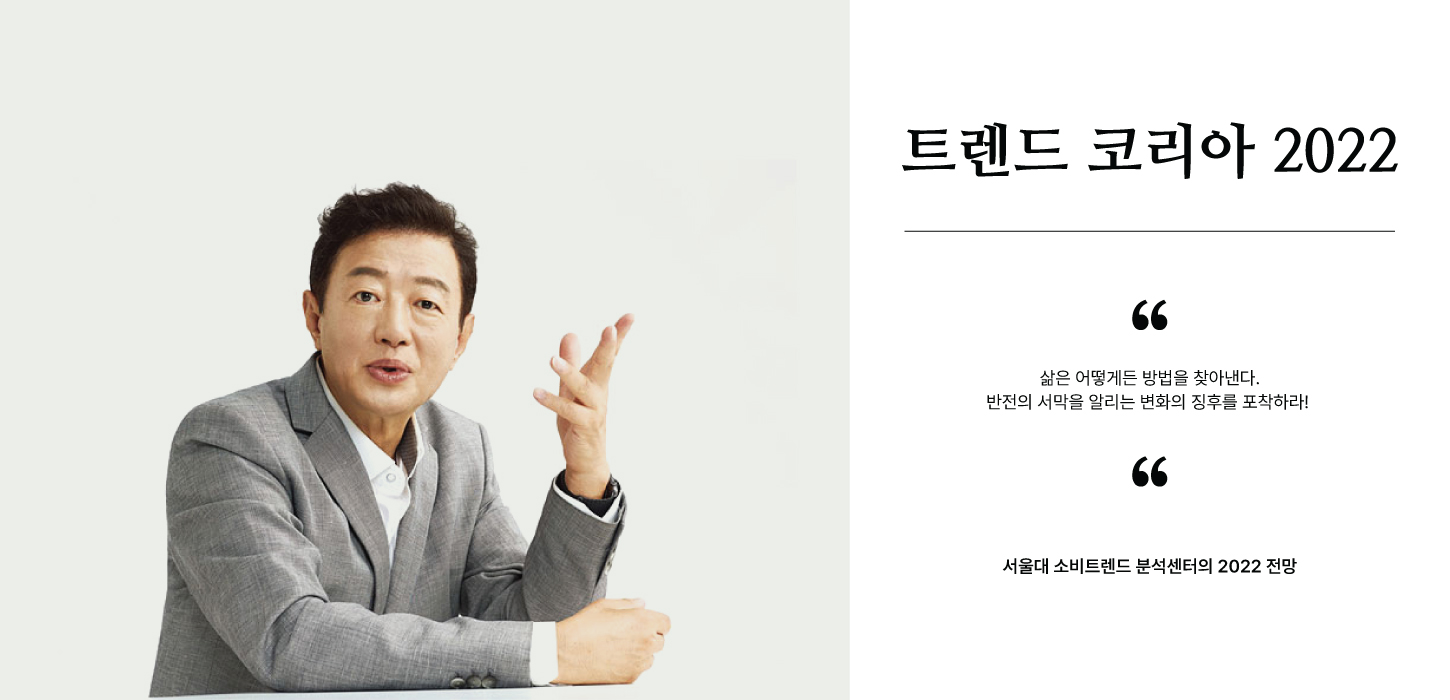 트렌드 코리아 2022
“
삶은 어떻게든 방법을 찾아낸다.
반전의 서막을 알리는 변화의 징후를 포착하라!
“
서울대 소비트렌드 분석센터의 2022 전망